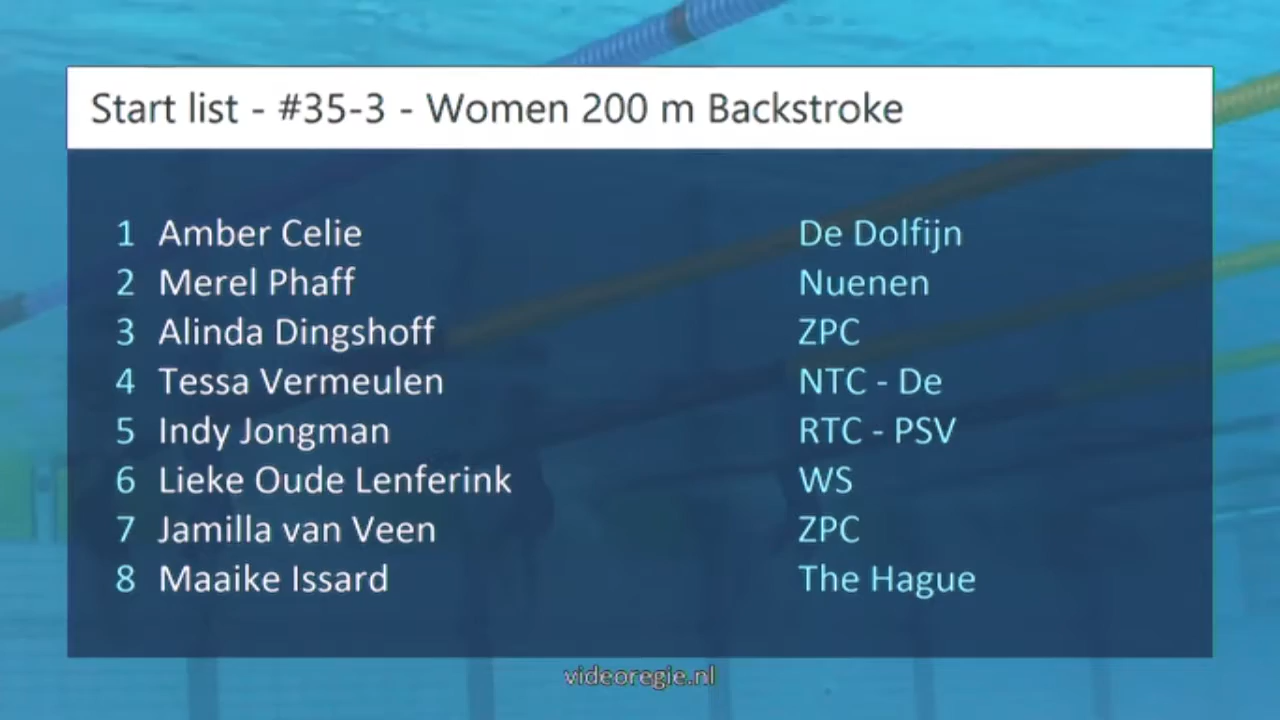 Start list - #35-3 - Women 200 m Backstroke
1 Amber Celie De Dolfijn
2 Merel Phaff Nuenen
3 Alinda Dingshoff ZPC
4 Tessa Vermeulen NTC - De
5 Indy Jongman RTC - PSV
6 Lieke Oude Lenferink WS
7 Jamilla van Veen ZPC
8 Maaike Issard The Hague
videoregie.nl